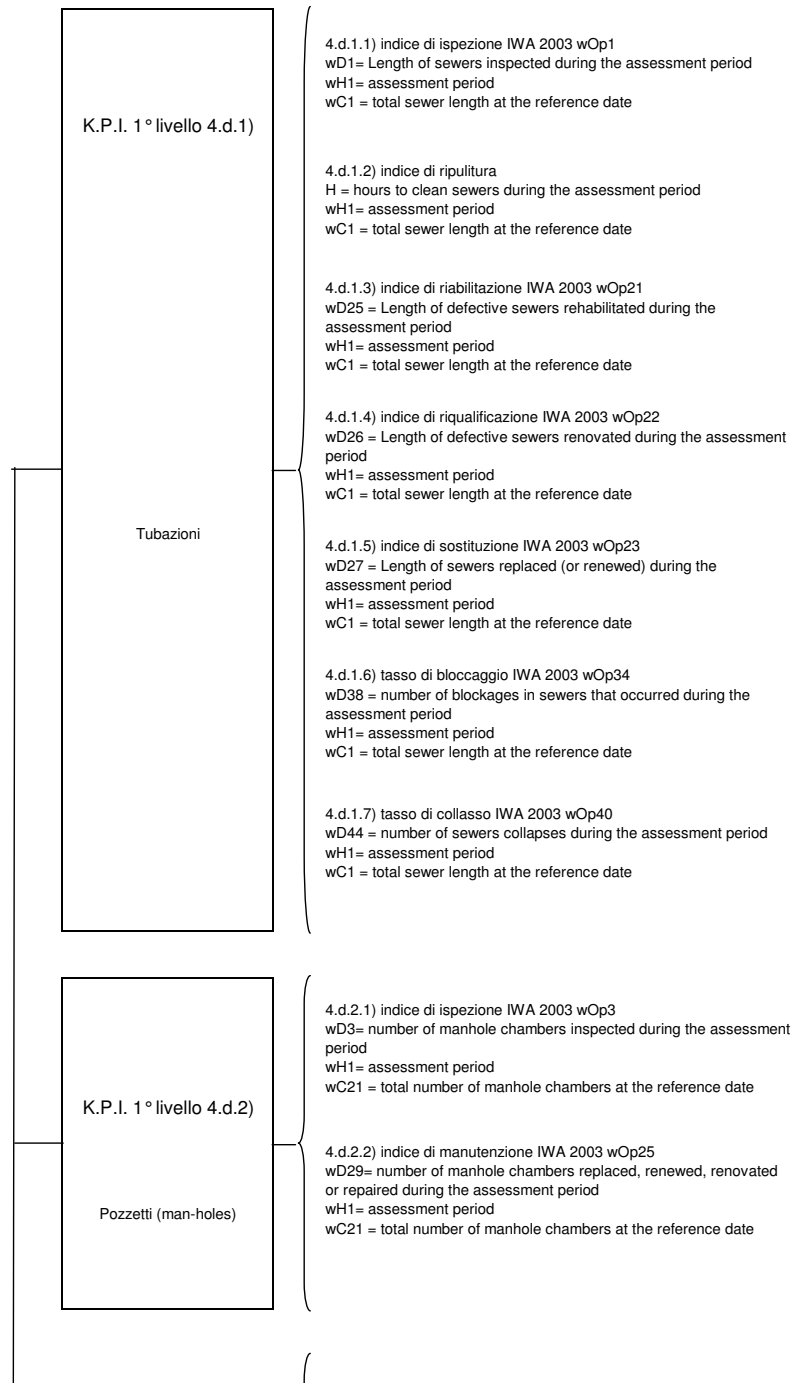 K.P.I. 1° livello 4.d.1)
Tubazioni
4.d.1.1) indice di ispezione IWA 2003 wOp1
wD1= Length of sewers inspected during the assessment period
wH1= assessment period
wC1 = total sewer length at the reference date
4.d.1.2) indice di ripulitura
H = hours to clean sewers during the assessment period
wH1= assessment period
wC1 = total sewer length at the reference date
4.d.1.3) indice di riabilitazione IWA 2003 wOp21
wD25 = Length of defective sewers rehabilitated during the
assessment period
wH1= assessment period
wC1 = total sewer length at the reference date
4.d.1.4) indice di riqualificazione IWA 2003 wOp22
wD26 = Length of defective sewers renovated during the assessment
period
wH1= assessment period
wC1 = total sewer length at the reference date
4.d.1.5) indice di sostituzione IWA 2003 wOp23
wD27 = Length of sewers replaced (or renewed) during the
assessment period
wH1= assessment period
wC1 = total sewer length at the reference date
4.d.1.6) tasso di bloccaggio IWA 2003 wOp34
wD38 = number of blockages in sewers that occurred during the
assessment period
wH1= assessment period
wC1 = total sewer length at the reference date
4.d.1.7) tasso di collasso IWA 2003 wOp40
wD44 = number of sewers collapses during the assessment period
wH1= assessment period
wC1 = total sewer length at the reference date
K.P.I. 1° livello 4.d.2)
Pozzetti (man-holes)
4.d.2.1) indice di ispezione IWA 2003 wOp3
wD3= number of manhole chambers inspected during the assessment
period
wH1= assessment period
wC21 = total number of manhole chambers at the reference date
4.d.2.2) indice di manutenzione IWA 2003 wOp25
wD29= number of manhole chambers replaced, renewed, renovated
or repaired during the assessment period
wH1= assessment period
wC21 = total number of manhole chambers at the reference date